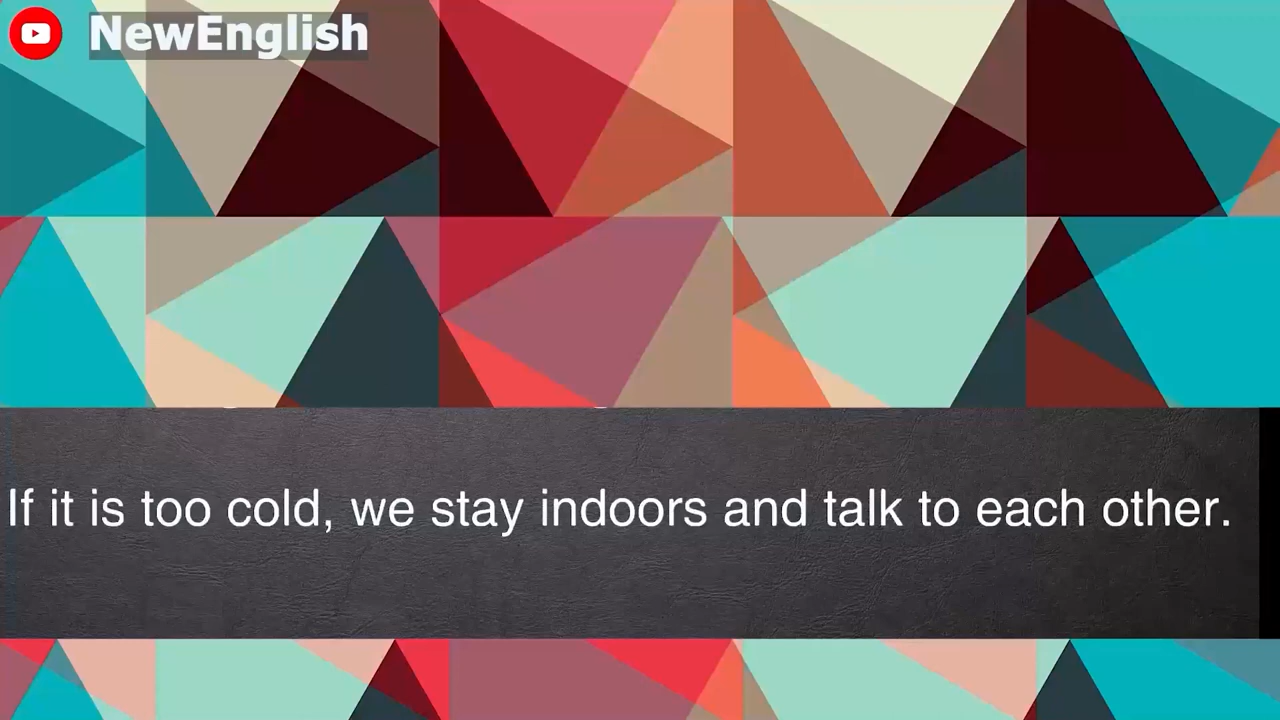 NewEnglish
If it is too cold, we stay indoors and talk to each other.